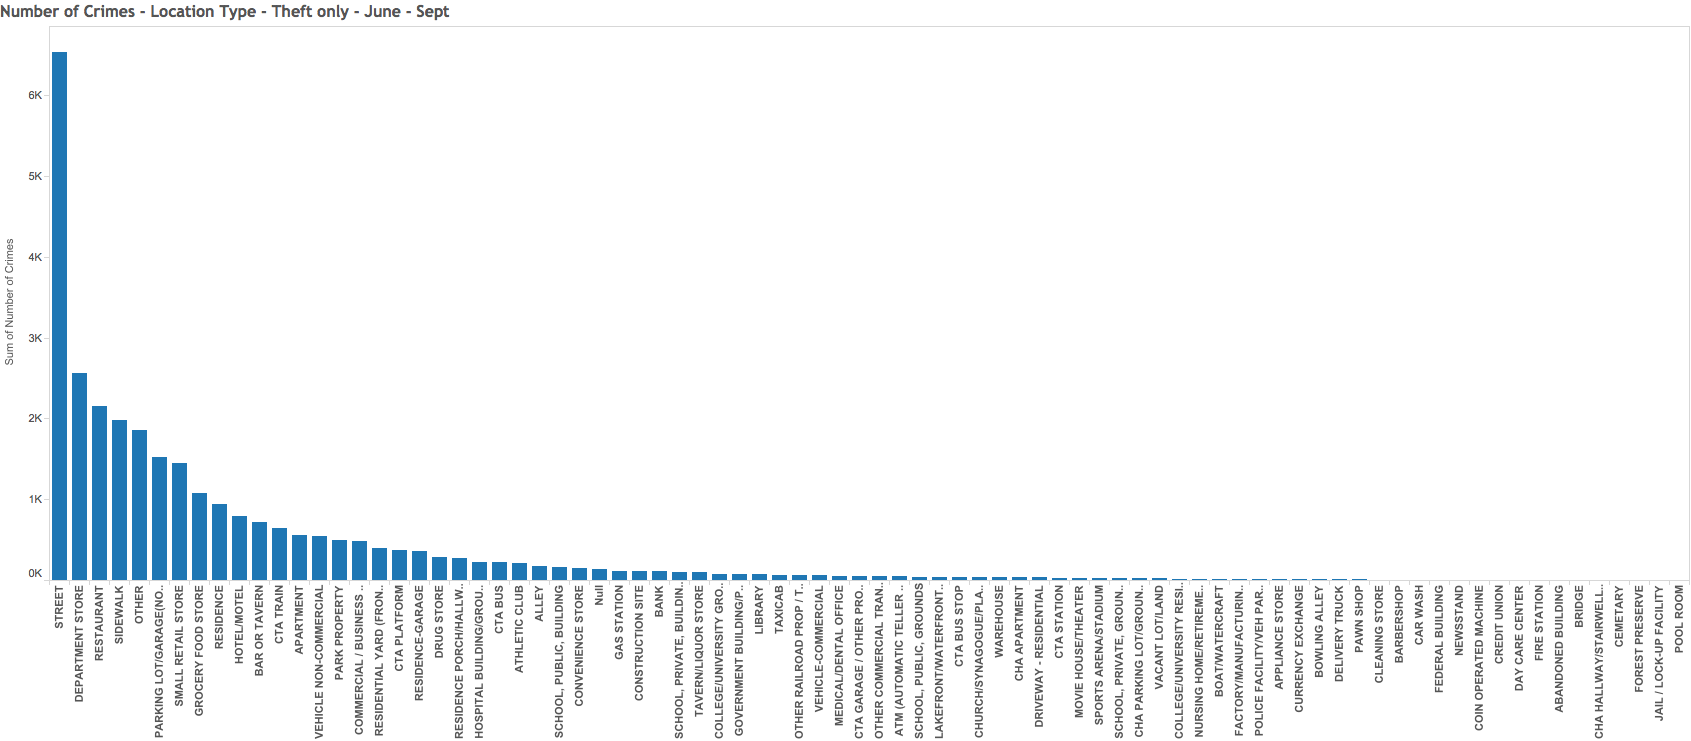 Number of Crimes - Location Type - Theft only - June - Sept
Sum of Number of Crimes
6K
5K
4K
3K
2K
1K
0K
STREET
DEPARTMENT STORE
RESTAURANT
SIDEWALK
OTHER
PARKING LOT/GARAGE(NO..
SMALL RETAIL STORE
GROCERY FOOD STORE
RESIDENCE
HOTEL/MOTEL
BAR OR TAVERN
CTA TRAIN
APARTMENT
VEHICLE NON-COMMERCIAL
PARK PROPERTY
COMMERCIAL / BUSINESS ..
RESIDENTIAL YARD (FRON..
CTA PLATFORM
RESIDENCE-GARAGE
DRUG STORE
RESIDENCE PORCH/HALLW..
HOSPITAL BUILDING/GROU..
CTA BUS
ATHLETIC CLUB
ALLEY
SCHOOL, PUBLIC, BUILDING
CONVENIENCE STORE
Null
GAS STATION
CONSTRUCTION SITE
BANK
SCHOOL, PRIVATE, BUILDIN..
TAVERN/LIQUOR STORE
COLLEGE/UNIVERSITY GRO..
GOVERNMENT BUILDING/P..
LIBRARY
TAXICAB
OTHER RAILROAD PROP / T..
VEHICLE-COMMERCIAL
MEDICAL/DENTAL OFFICE
CTA GARAGE / OTHER PRO..
OTHER COMMERCIAL TRAN..
ATM (AUTOMATIC TELLER ..
SCHOOL, PUBLIC, GROUNDS
LAKEFRONT/WATERFRONT..
CTA BUS STOP
CHURCH/SYNAGOGUE/PLA..
WAREHOUSE
CHA APARTMENT
DRIVEWAY - RESIDENTIAL
CTA STATION
MOVIE HOUSE/THEATER
SPORTS ARENA/STADIUM
SCHOOL, PRIVATE, GROUN..
CHA PARKING LOT/GROUN..
VACANT LOT/LAND
COLLEGE/UNIVERSITY RESI..
NURSING HOME/RETIREME..
BOAT/WATERCRAFT
FACTORY/MANUFACTURIN..
POLICE FACILITY/VEH PAR..
APPLIANCE STORE
CURRENCY EXCHANGE
BOWLING ALLEY
DELIVERY TRUCK
PAWN SHOP
CLEANING STORE
BARBERSHOP
CAR WASH
FEDERAL BUILDING
NEWSSTAND
COIN OPERATED MACHINE
CREDIT UNION
DAY CARE CENTER
FIRE STATION
ABANDONED BUILDING
BRIDGE
CHA HALLWAY/STAIRWELL..
CEMETARY
FOREST PRESERVE
JAIL / LOCK-UP FACILITY
POOL ROOM